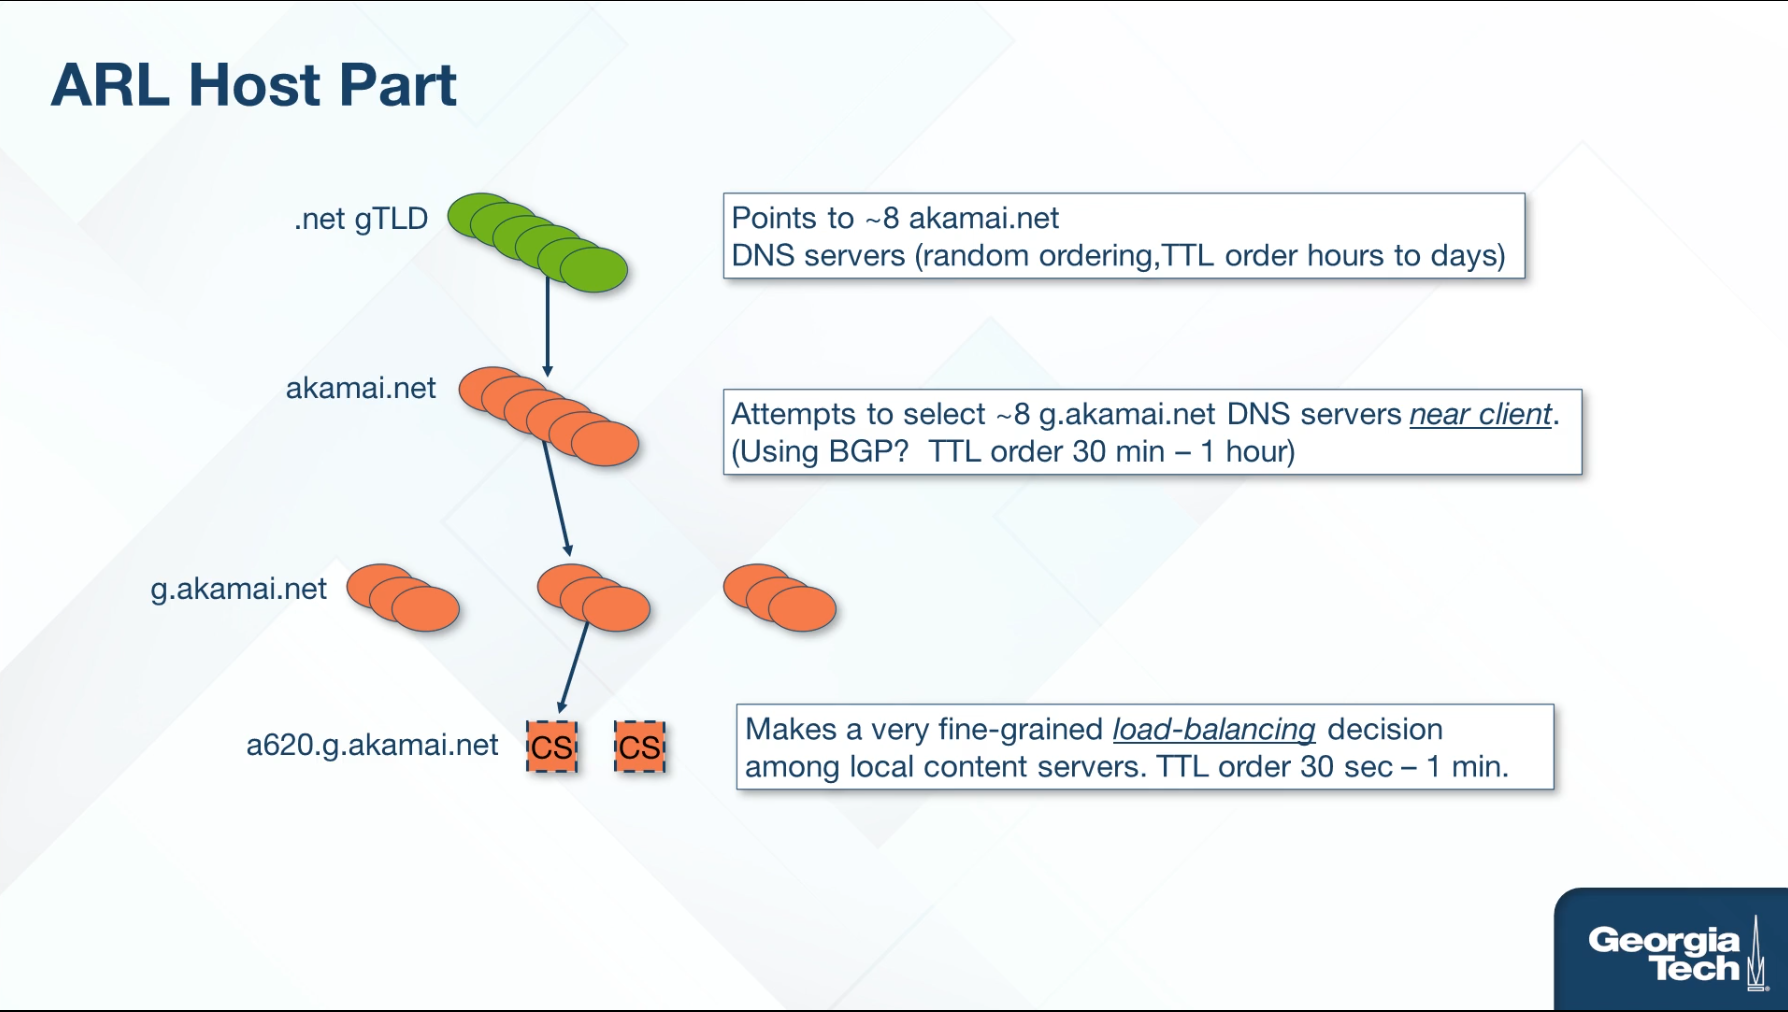 ARL Host Part
.net gTLD
Points to ~8 akamai.net
DNS servers (random ordering,TTL order hours to days)
akamai.net
Attempts to select ~8 g.akamai.net DNS servers near client.
(Using BGP?  TTL order 30 min – 1 hour)
g.akamai.net
a620.g.akamai.net
CS
CS
Makes a very fine-grained load-balancing decision
among local content servers. TTL order 30 sec – 1 min.
Georgia
Tech